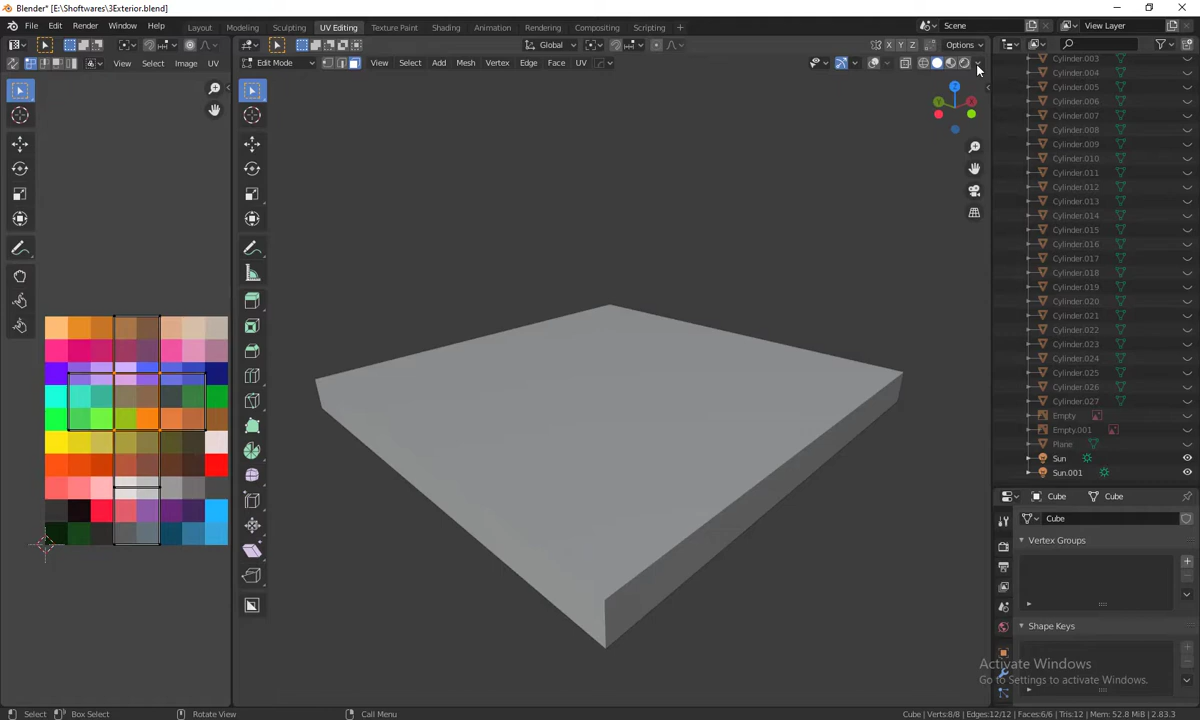 Blender* [E:\Shoftwares\3Exterior.blend]
File Edit Render Window Help
Layout Modeling Sculpting UV Editing Texture Paint Shading Animation Rendering Compositing Scripting +
Scene
View Layer
Global
X Y Z
Options
View Select Image UV
Edit Mode
View Select Add Mesh Vertex Edge Face UV
Z
Y
X
Cylinder.003
Cylinder.004
Cylinder.005
Cylinder.006
Cylinder.007
Cylinder.008
Cylinder.009
Cylinder.010
Cylinder.011
Cylinder.012
Cylinder.013
Cylinder.014
Cylinder.015
Cylinder.016
Cylinder.017
Cylinder.018
Cylinder.019
Cylinder.020
Cylinder.021
Cylinder.022
Cylinder.023
Cylinder.024
Cylinder.025
Cylinder.026
Cylinder.027
Empty
Empty.001
Plane
Sun
Sun.001
Cube
Cube
Cube
Vertex Groups
Shape Keys
Activate Windows
Go to Settings to activate Windows.
Select
Box Select
Rotate View
Call Menu
Cube | Verts:8/8 | Edges:12/12 | Faces:6/6 | Tris:12 | Mem: 52.8 MiB | 2.83.3